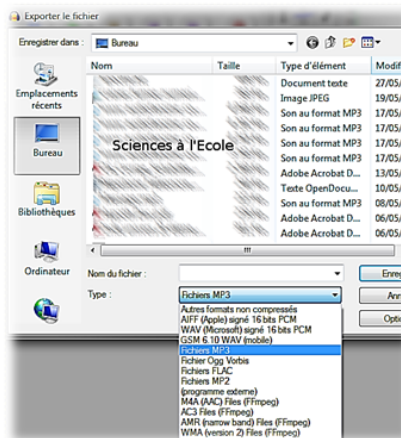 Exporter le fichier
Enregistrer dans :
Bureau
Nom
Taille
Type d'élément
Modif
Document texte
27/05/
Image JPEG
19/05/
Son au format MP3
17/05/
Son au format MP3
17/05/
Son au format MP3
17/05/
Son au format MP3
17/05/
Adobe Acrobat D...
13/05/
Texte OpenDocu...
10/05/
Son au format MP3
08/05/
Adobe Acrobat D...
06/05/
Adobe Acrobat D...
06/05/
Sciences à l'Ecole
Emplacements
récents
Bureau
Bibliothèques
Ordinateur
Nom du fichier :
Enreg
Type :
Fichiers MP3
Ann
Optio
Autres formats non compressés
AIFF (Apple) signé 16 bits PCM
WAV (Microsoft) signé 16 bits PCM
GSM 6.10 WAV (mobile)
Fichiers MP3
Fichier Ogg Vorbis
Fichiers FLAC
Fichiers MP2
(programme externe)
M4A (AAC) Files (FFmpeg)
AC3 Files (FFmpeg)
AMR (narrow band) Files (FFmpeg)
WMA (version 2) Files (FFmpeg)